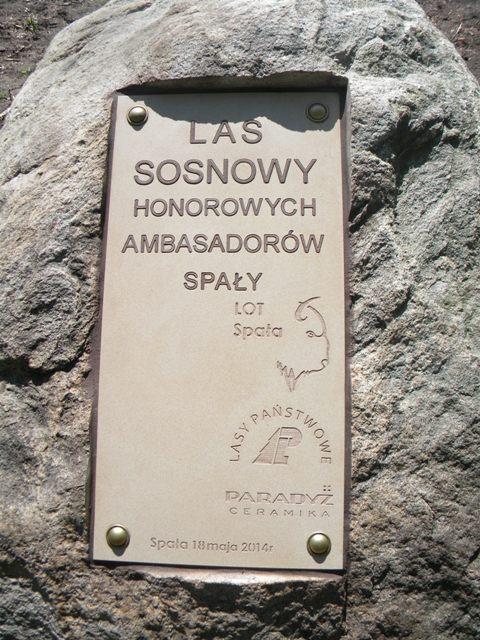 LAS
SOSNOWY
HONOROWYCH
AMBASADORÓW
SPAŁY
LOT
Spała
LASY PAŃSTWOWE
PARADYŻ
CERAMIKA
Spała 18 maja 2014r